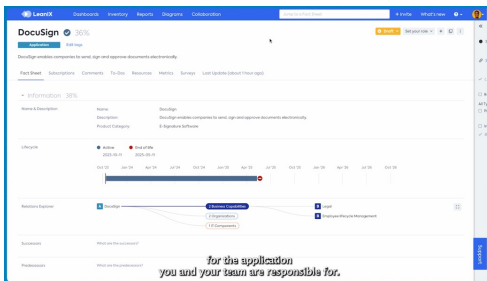 LeanIX
Dashboards Inventory Reports Diagrams Collaboration
+ Invite What's new
DocuSign 36%
Draft Set your role
Application Edit tags
DocuSign enables companies to send, sign and approve documents electronically.
Fact Sheet Subscriptions Comments To-Dos Resources Metrics Surveys Last Update (about 1 hour ago)
Information 38%
Name & Description Name DocuSign
Description DocuSign enables companies to send, sign and approve documents electronically.
Product Category E-Signature Software
Lifecycle Active End of life
Relations Explorer DocuSign 2 Business Capabilities Legal
2 Organizations Employee Lifecycle Management
1 IT Components
Successors What are the successors?
Predecessors What are the predecessors?
Support
for the application
you and your team are responsible for.